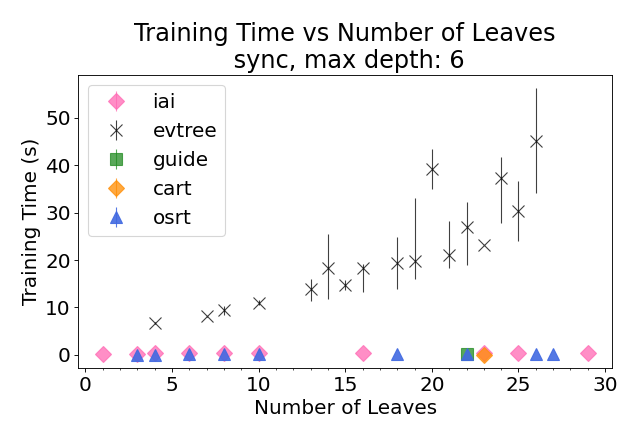 Training Time vs Number of Leaves
sync, max depth: 6
iai
evtree
guide
cart
osrt
Training Time (s)
50
40
30
20
10
0
0 5 10 15 20 25 30
Number of Leaves